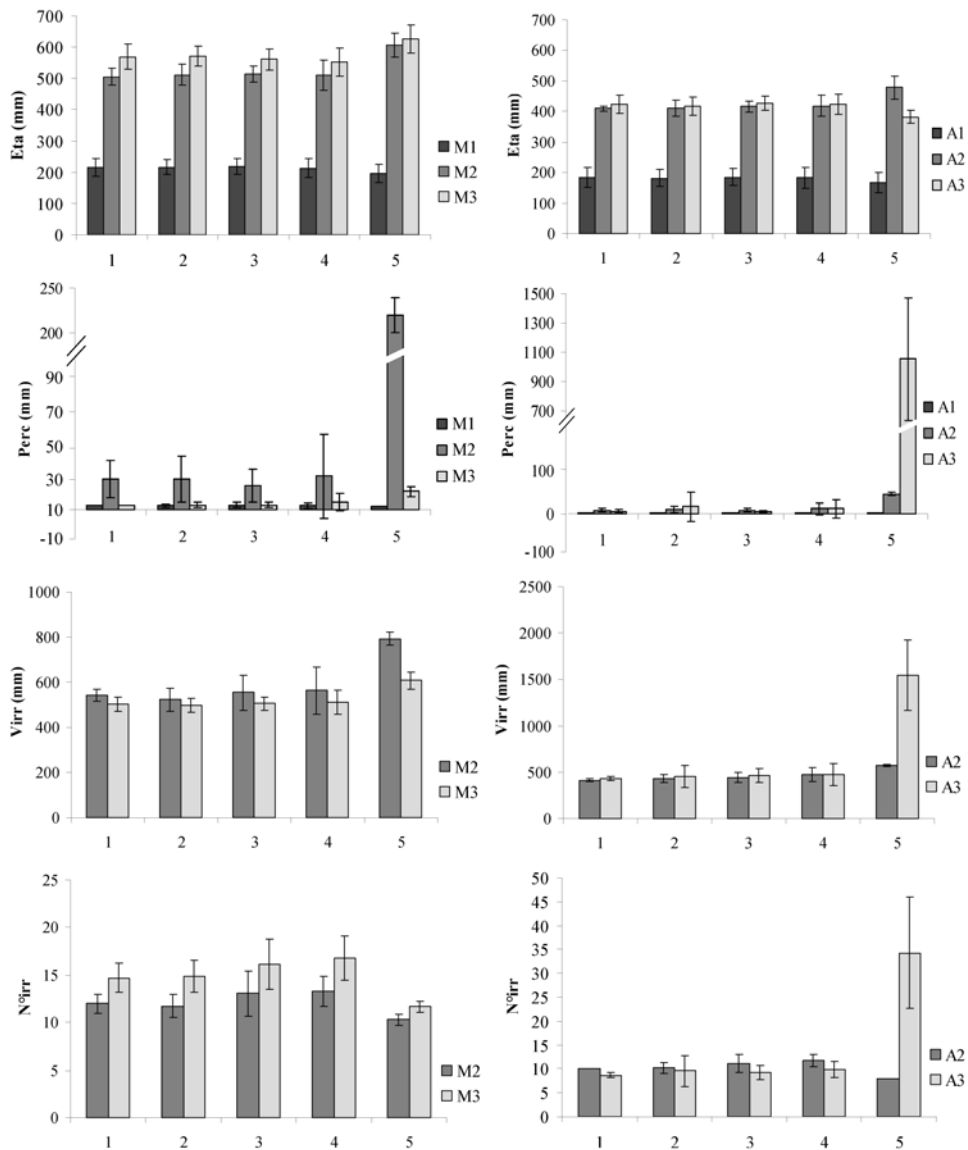 700
600
500
400
300
200
100
0
Eta (mm)
1 2 3 4 5
M1
M2
M3
700
600
500
400
300
200
100
0
Eta (mm)
1 2 3 4 5
A1
A2
A3
250
200
90
70
50
30
10
-10
Perc (mm)
1 2 3 4 5
M1
M2
M3
1500
1300
1100
900
700
100
0
-100
Perc (mm)
1 2 3 4 5
A1
A2
A3
1000
800
600
400
200
0
Virr (mm)
1 2 3 4 5
M2
M3
2500
2000
1500
1000
500
0
Virr (mm)
1 2 3 4 5
A2
A3
25
20
15
10
5
0
N°irr
1 2 3 4 5
M2
M3
50
45
40
35
30
25
20
15
10
5
0
N°irr
1 2 3 4 5
A2
A3